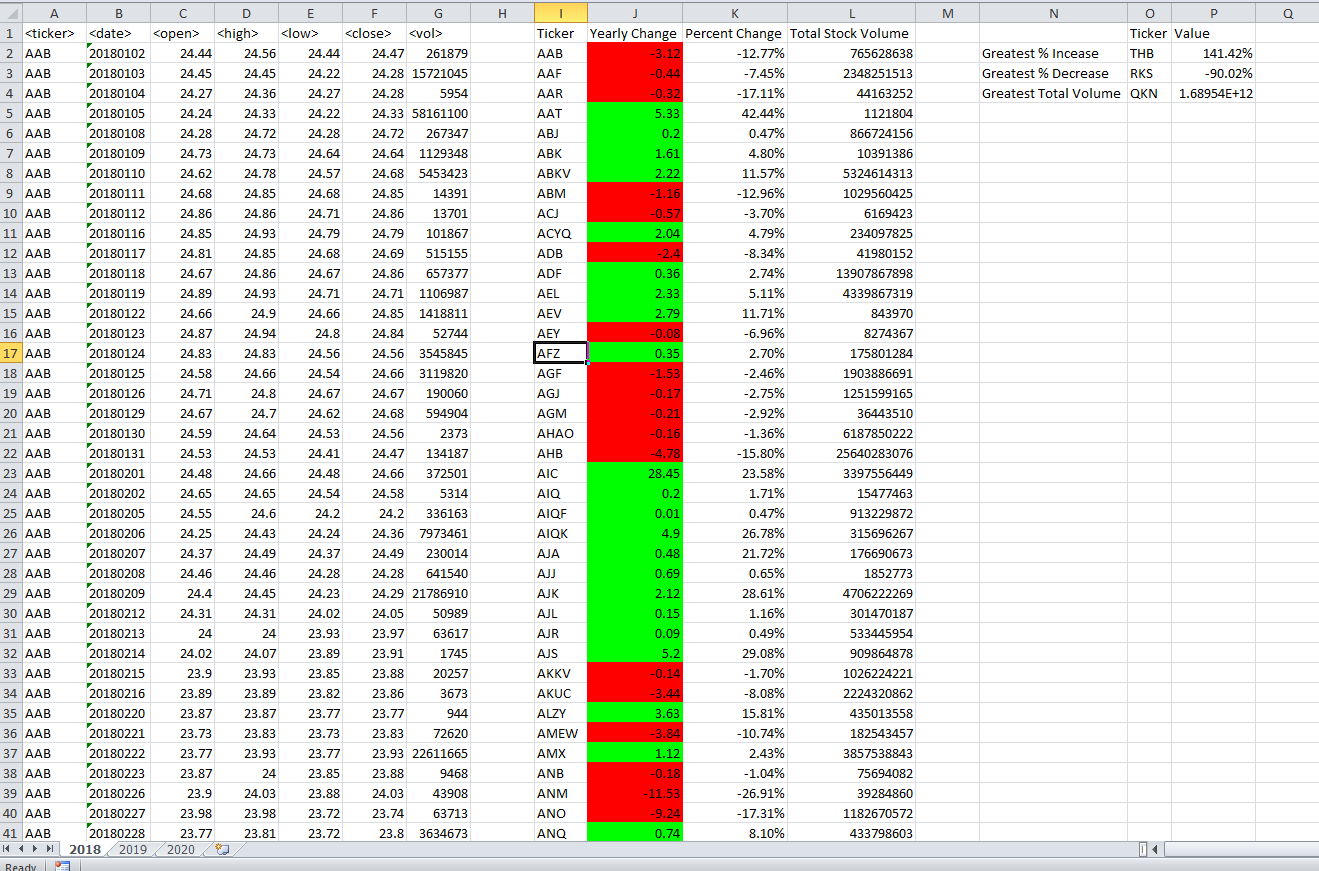 A B C D E F G H I J K L M N O P Q
1 <ticker> <date> <open> <high> <low> <close> <vol> Ticker Yearly Change Percent Change Total Stock Volume Ticker Value
2 AAB 20180102 24.44 24.56 24.44 24.47 261879 AAB -3.12 -12.77% 765628638 Greatest % Incease THB 141.42%
3 AAB 20180103 24.45 24.45 24.22 24.28 15721045 AAF -0.44 -7.45% 2348251513 Greatest % Decrease RKS -90.02%
4 AAB 20180104 24.27 24.36 24.27 24.28 5954 AAR -0.32 -17.11% 44163252 Greatest Total Volume QKN 1.68954E+12
5 AAB 20180105 24.24 24.33 24.22 24.33 58161100 AAT 5.33 42.44% 1121804
6 AAB 20180108 24.28 24.72 24.28 24.72 267347 ABJ 0.2 0.47% 866724156
7 AAB 20180109 24.73 24.73 24.64 24.64 1129348 ABK 1.61 4.80% 10391386
8 AAB 20180110 24.62 24.78 24.57 24.68 5453423 ABKV 2.22 11.57% 5324614313
9 AAB 20180111 24.68 24.85 24.68 24.85 14391 ABM -1.16 -12.96% 1029560425
10 AAB 20180112 24.86 24.86 24.71 24.86 13701 ACJ -0.57 -3.70% 6169423
11 AAB 20180116 24.85 24.93 24.79 24.79 101867 ACYQ 2.04 4.79% 234097825
12 AAB 20180117 24.81 24.85 24.68 24.69 515155 ADB -2.4 -8.34% 41980152
13 AAB 20180118 24.67 24.86 24.67 24.86 657377 ADF 0.36 2.74% 13907867898
14 AAB 20180119 24.89 24.93 24.71 24.71 1106987 AEL 2.33 5.11% 4339867319
15 AAB 20180122 24.66 24.9 24.66 24.85 1418811 AEV 2.79 11.71% 843970
16 AAB 20180123 24.87 24.94 24.8 24.84 52744 AEY -0.08 -6.96% 8274367
17 AAB 20180124 24.83 24.83 24.56 24.56 3545845 AFZ 0.35 2.70% 175801284
18 AAB 20180125 24.58 24.66 24.54 24.66 3119820 AGF -1.53 -2.46% 1903886691
19 AAB 20180126 24.71 24.8 24.67 24.67 190060 AGJ -0.17 -2.75% 1251599165
20 AAB 20180129 24.67 24.7 24.62 24.68 594904 AGM -0.21 -2.92% 36443510
21 AAB 20180130 24.59 24.64 24.53 24.56 2373 AHAO -0.16 -1.36% 6187850222
22 AAB 20180131 24.53 24.53 24.41 24.47 134187 AHB -4.78 -15.80% 25640283076
23 AAB 20180201 24.48 24.66 24.48 24.66 372501 AIC 28.45 23.58% 3397556449
24 AAB 20180202 24.65 24.65 24.54 24.58 5314 AIQ 0.2 1.71% 15477463
25 AAB 20180205 24.55 24.6 24.2 24.2 336163 AIQF 0.01 0.47% 913229872
26 AAB 20180206 24.25 24.43 24.24 24.36 7973461 AIQK 4.9 26.78% 315696267
27 AAB 20180207 24.37 24.49 24.37 24.49 230014 AJA 0.48 21.72% 176690673
28 AAB 20180208 24.46 24.46 24.28 24.28 641540 AJJ 0.69 0.65% 1852773
29 AAB 20180209 24.4 24.45 24.23 24.29 21786910 AJK 2.12 28.61% 4706222269
30 AAB 20180212 24.31 24.31 24.02 24.05 50989 AJL 0.15 1.16% 301470187
31 AAB 20180213 24 24 23.93 23.97 63617 AJR 0.09 0.49% 533445954
32 AAB 20180214 24.02 24.07 23.89 23.91 1745 AJS 5.2 29.08% 909864878
33 AAB 20180215 23.9 23.93 23.85 23.88 20257 AKKV -0.14 -1.70% 1026224221
34 AAB 20180216 23.89 23.89 23.82 23.86 3673 AKUC -3.44 -8.08% 2224320862
35 AAB 20180220 23.87 23.87 23.77 23.77 944 ALZY 3.63 15.81% 435013558
36 AAB 20180221 23.73 23.83 23.73 23.83 72620 AMEW -3.84 -10.74% 182543457
37 AAB 20180222 23.77 23.93 23.77 23.93 22611665 AMX 1.12 2.43% 3857538843
38 AAB 20180223 23.87 24 23.85 23.88 9468 ANB -0.18 -1.04% 75694082
39 AAB 20180226 23.9 24.03 23.88 24.03 43908 ANM -11.53 -26.91% 39284860
40 AAB 20180227 23.98 23.98 23.72 23.74 63713 ANO -9.24 -17.31% 1182670572
41 AAB 20180228 23.77 23.81 23.72 23.8 3634673 ANQ 0.74 8.10% 433798603
2018 2019 2020
Ready